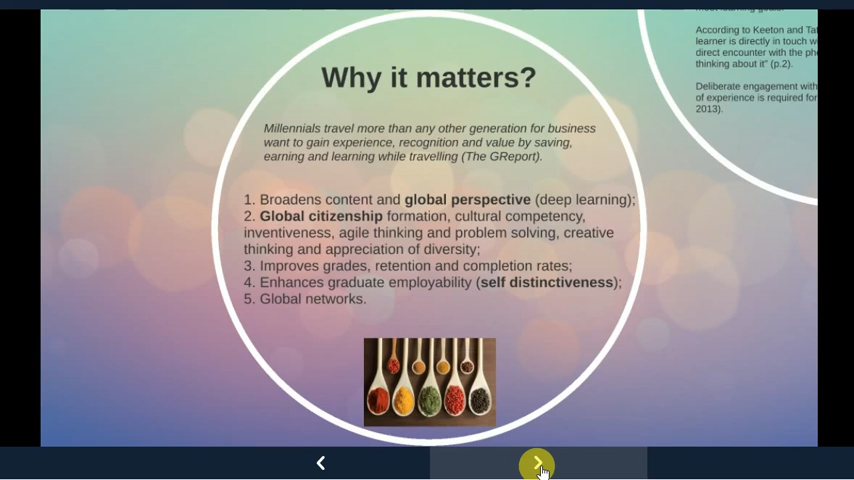 Why it matters?
Millennials travel more than any other generation for business
want to gain experience, recognition and value by saving,
earning and learning while travelling (The GReport).
1. Broadens content and global perspective (deep learning);
2. Global citizenship formation, cultural competency,
inventiveness, agile thinking and problem solving, creative
thinking and appreciation of diversity;
3. Improves grades, retention and completion rates;
4. Enhances graduate employability (self distinctiveness);
5. Global networks.
According to Keeton and
learner is directly in touch
direct encounter with the
thinking about it" (p.2).
Deliberate engagement with
of experience is required for
2013).